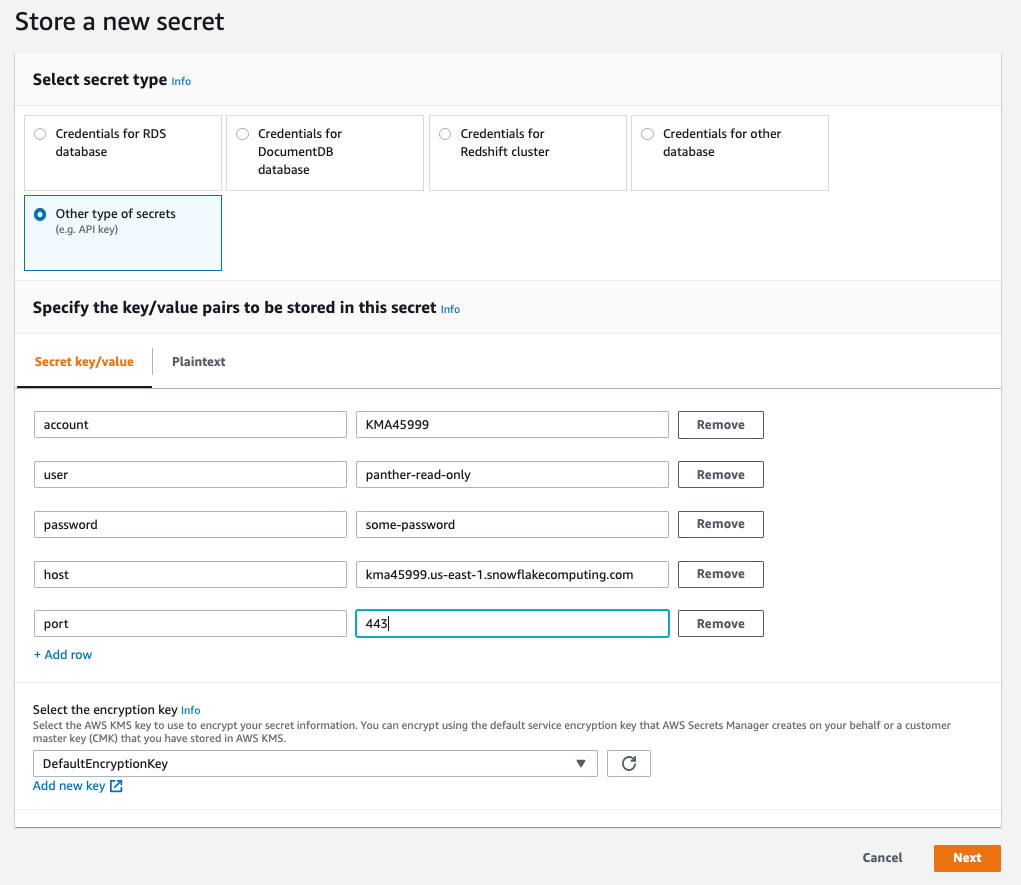 Store a new secret
Select secret type Info
Credentials for RDS
database
Credentials for
DocumentDB
database
Credentials for
Redshift cluster
Credentials for other
database
Other type of secrets
(e.g. API key)
Specify the key/value pairs to be stored in this secret Info
Secret key/value Plaintext
account KMA45999 Remove
user panther-read-only Remove
password some-password Remove
host kma45999.us-east-1.snowflakecomputing.com Remove
port 443 Remove
+ Add row
Select the encryption key Info
Select the AWS KMS key to use to encrypt your secret information. You can encrypt using the default service encryption key that AWS Secrets Manager creates on your behalf or a customer
master key (CMK) that you have stored in AWS KMS.
DefaultEncryptionKey
Add new key
Cancel Next